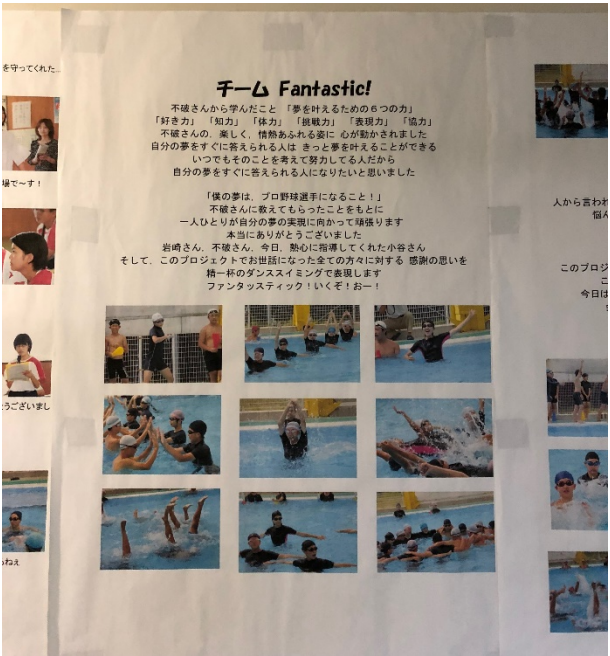 を守ってくれた…
場で〜す！
うございまし
ねぇ
チーム Fantastic!
不破さんから学んだこと 「夢を叶えるための６つの力」
「好き力」 「知力」 「体力」 「挑戦力」 「表現力」 「協力」
不破さんの、楽しく、情熱あふれる姿に 心が動かされました
自分の夢をすぐに答えられる人は きっと夢を叶えることができる
いつでもそのことを考えて努力してる人だから
自分の夢をすぐに答えられる人になりたいと思いました
「僕の夢は、プロ野球選手になること！」
不破さんに教えてもらったことをもとに
一人ひとりが自分の夢の実現に向かって頑張ります
本当にありがとうございました
岩崎さん、不破さん、今日、熱心に指導してくれた小谷さん
そして、このプロジェクトでお世話になった全ての方々に対する 感謝の思いを
精一杯のダンススイミングで表現します
ファンタッスティック！いくぞ！おー！
人から言われ
悩ん
このプロジ
こ
今日は